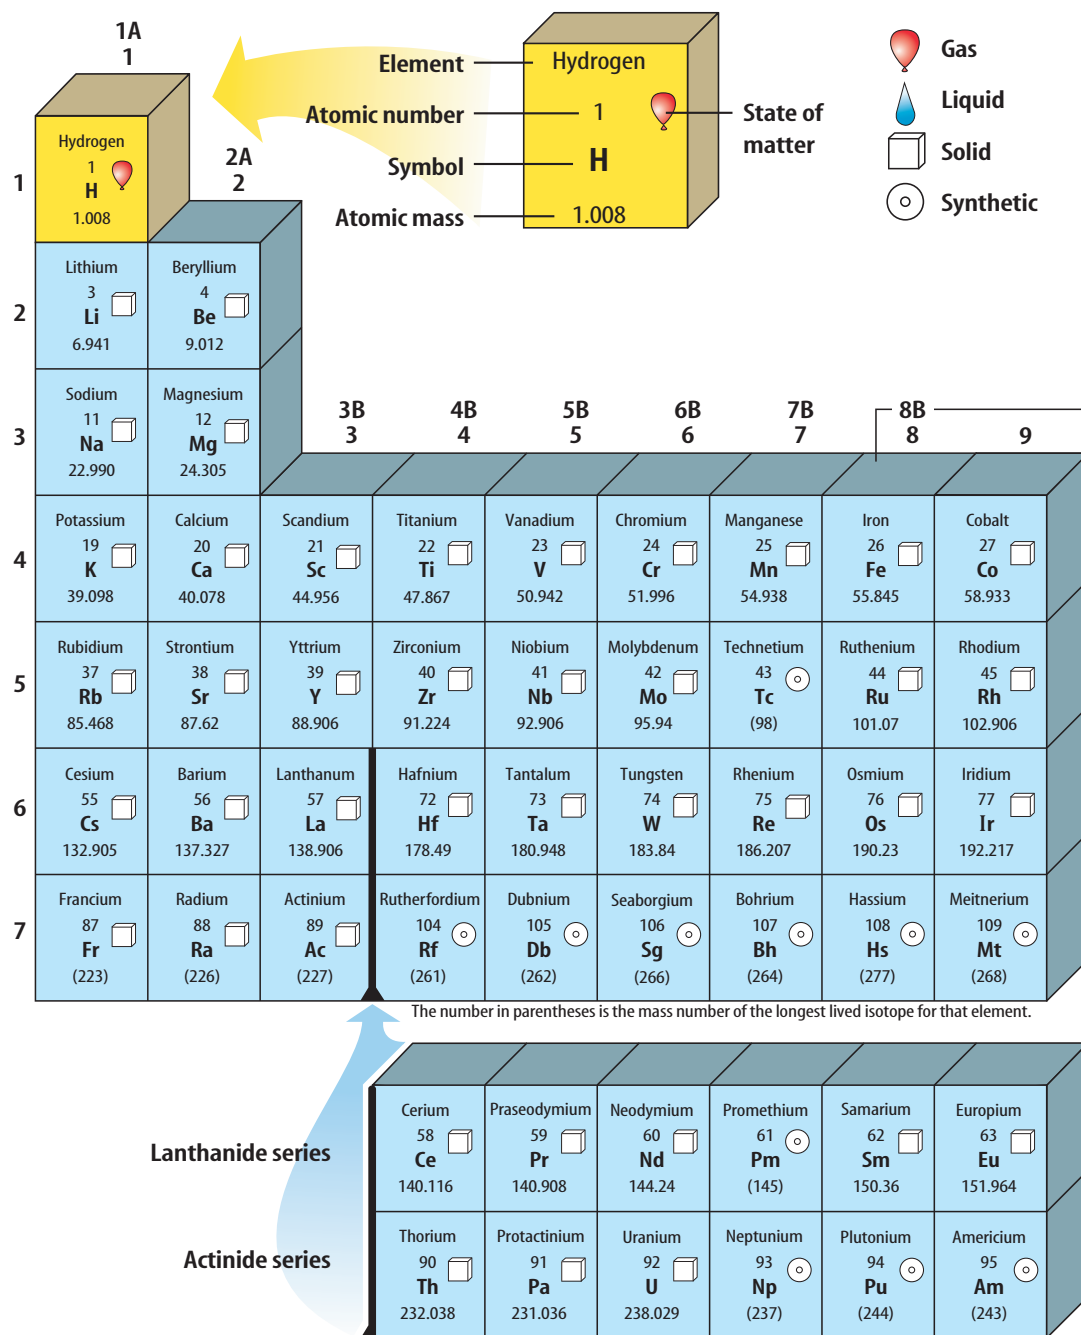 1A
1
Element
Hydrogen
Gas
Atomic number
1
State of
matter
Liquid
Symbol
H
Solid
Atomic mass
1.008
Synthetic
2A
2
1
Hydrogen
1
H
1.008
2
Lithium
3
Li
6.941
Beryllium
4
Be
9.012
3
Sodium
11
Na
22.990
Magnesium
12
Mg
24.305
3B
3
4B
4
5B
5
6B
6
7B
7
8B
8
9
4
Potassium
19
K
39.098
Calcium
20
Ca
40.078
Scandium
21
Sc
44.956
Titanium
22
Ti
47.867
Vanadium
23
V
50.942
Chromium
24
Cr
51.996
Manganese
25
Mn
54.938
Iron
26
Fe
55.845
Cobalt
27
Co
58.933
5
Rubidium
37
Rb
85.468
Strontium
38
Sr
87.62
Yttrium
39
Y
88.906
Zirconium
40
Zr
91.224
Niobium
41
Nb
92.906
Molybdenum
42
Mo
95.94
Technetium
43
Tc
(98)
Ruthenium
44
Ru
101.07
Rhodium
45
Rh
102.906
6
Cesium
55
Cs
132.905
Barium
56
Ba
137.327
Lanthanum
57
La
138.906
Hafnium
72
Hf
178.49
Tantalum
73
Ta
180.948
Tungsten
74
W
183.84
Rhenium
75
Re
186.207
Osmium
76
Os
190.23
Iridium
77
Ir
192.217
7
Francium
87
Fr
(223)
Radium
88
Ra
(226)
Actinium
89
Ac
(227)
Rutherfordium
104
Rf
(261)
Dubnium
105
Db
(262)
Seaborgium
106
Sg
(266)
Bohrium
107
Bh
(264)
Hassium
108
Hs
(277)
Meitnerium
109
Mt
(268)
The number in parentheses is the mass number of the longest lived isotope for that element.
Lanthanide series
Cerium
58
Ce
140.116
Praseodymium
59
Pr
140.908
Neodymium
60
Nd
144.24
Promethium
61
Pm
(145)
Samarium
62
Sm
150.36
Europium
63
Eu
151.964
Actinide series
Thorium
90
Th
232.038
Protactinium
91
Pa
231.036
Uranium
92
U
238.029
Neptunium
93
Np
(237)
Plutonium
94
Pu
(244)
Americium
95
Am
(243)